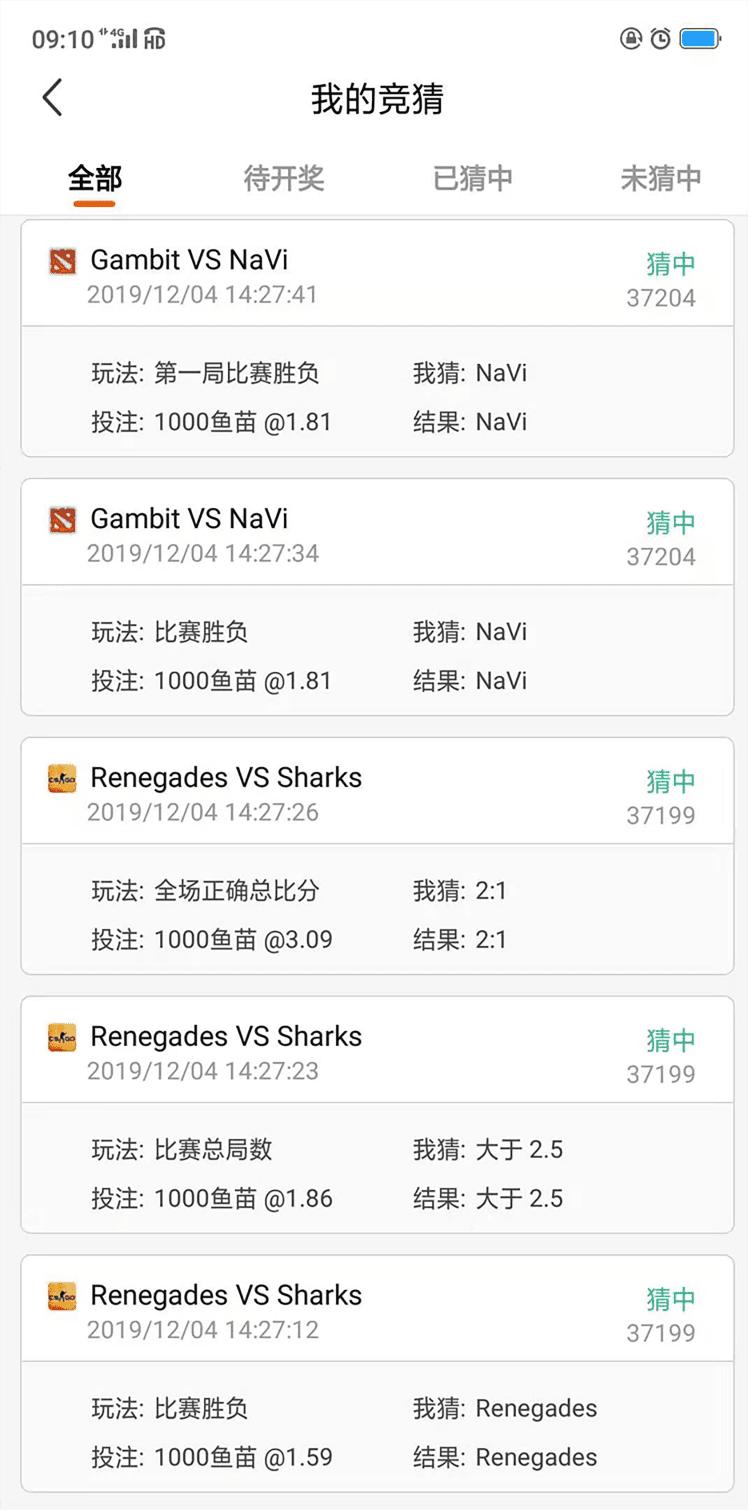 09:10 4G HD
我的竞猜
全部 待开奖 已猜中 未猜中
Gambit VS NaVi 猜中
2019/12/04 14:27:41 37204
玩法: 第一局比赛胜负 我猜: NaVi
投注: 1000鱼苗 @1.81 结果: NaVi
Gambit VS NaVi 猜中
2019/12/04 14:27:34 37204
玩法: 比赛胜负 我猜: NaVi
投注: 1000鱼苗 @1.81 结果: NaVi
CS GO Renegades VS Sharks 猜中
2019/12/04 14:27:26 37199
玩法: 全场正确总比分 我猜: 2:1
投注: 1000鱼苗 @3.09 结果: 2:1
CS GO Renegades VS Sharks 猜中
2019/12/04 14:27:23 37199
玩法: 比赛总局数 我猜: 大于 2.5
投注: 1000鱼苗 @1.86 结果: 大于 2.5
CS GO Renegades VS Sharks 猜中
2019/12/04 14:27:12 37199
玩法: 比赛胜负 我猜: Renegades
投注: 1000鱼苗 @1.59 结果: Renegades